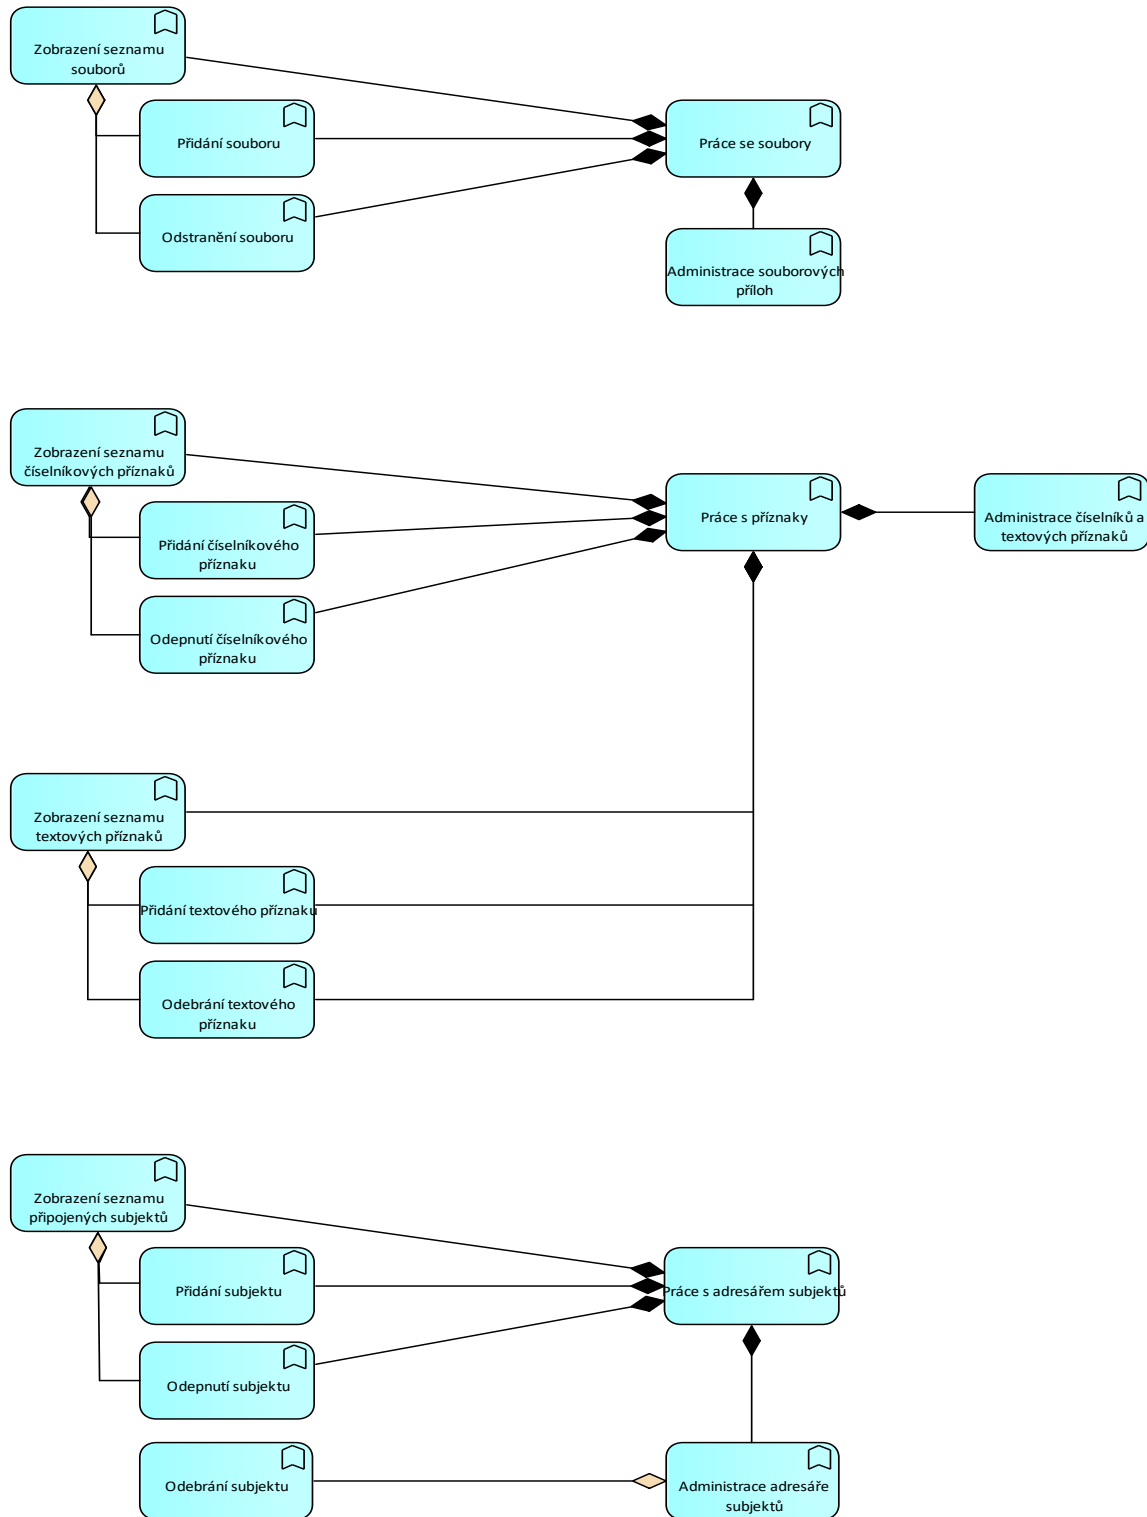 Zobrazení seznamu
souborů
Přidání souboru
Práce se soubory
Odstranění souboru
Administrace souborových
příloh
Zobrazení seznamu
číselníkových příznaků
Práce s příznaky
Administrace číselníků a
textových příznaků
Přidání číselníkového
příznaku
Odepnutí číselníkového
příznaku
Zobrazení seznamu
textových příznaků
Přidání textového příznaku
Odebrání textového
příznaku
Zobrazení seznamu
připojených subjektů
Přidání subjektu
Práce s adresářem subjektů
Odepnutí subjektu
Odebrání subjektu
Administrace adresáře
subjektů